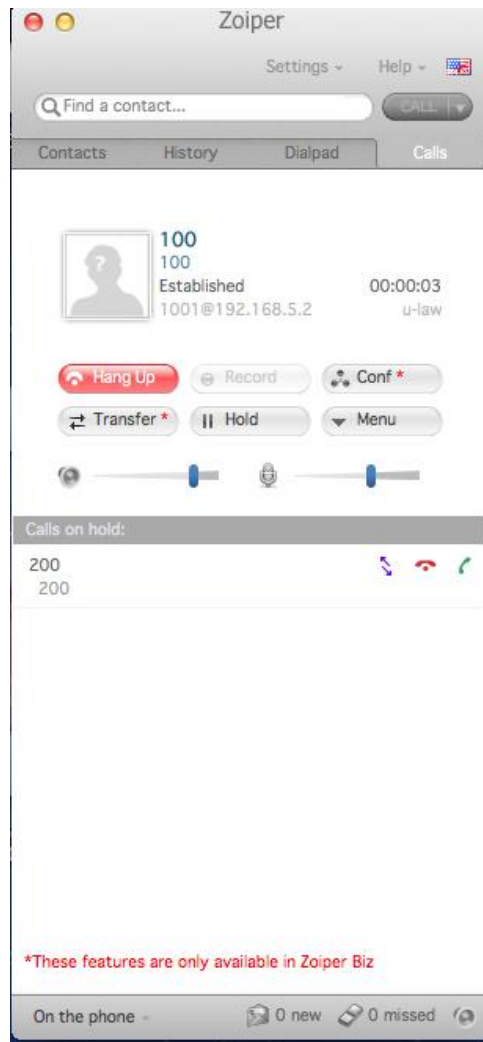 Zoiper
Settings Help
Find a contact...
CALL
Contacts History Dialpad Calls
?
100
100
Established 00:00:03
1001@192.168.5.2 u-law
Hang Up Record Conf *
Transfer * Hold Menu
Calls on hold:
200
200
*These features are only available in Zoiper Biz
On the phone 0 new 0 missed